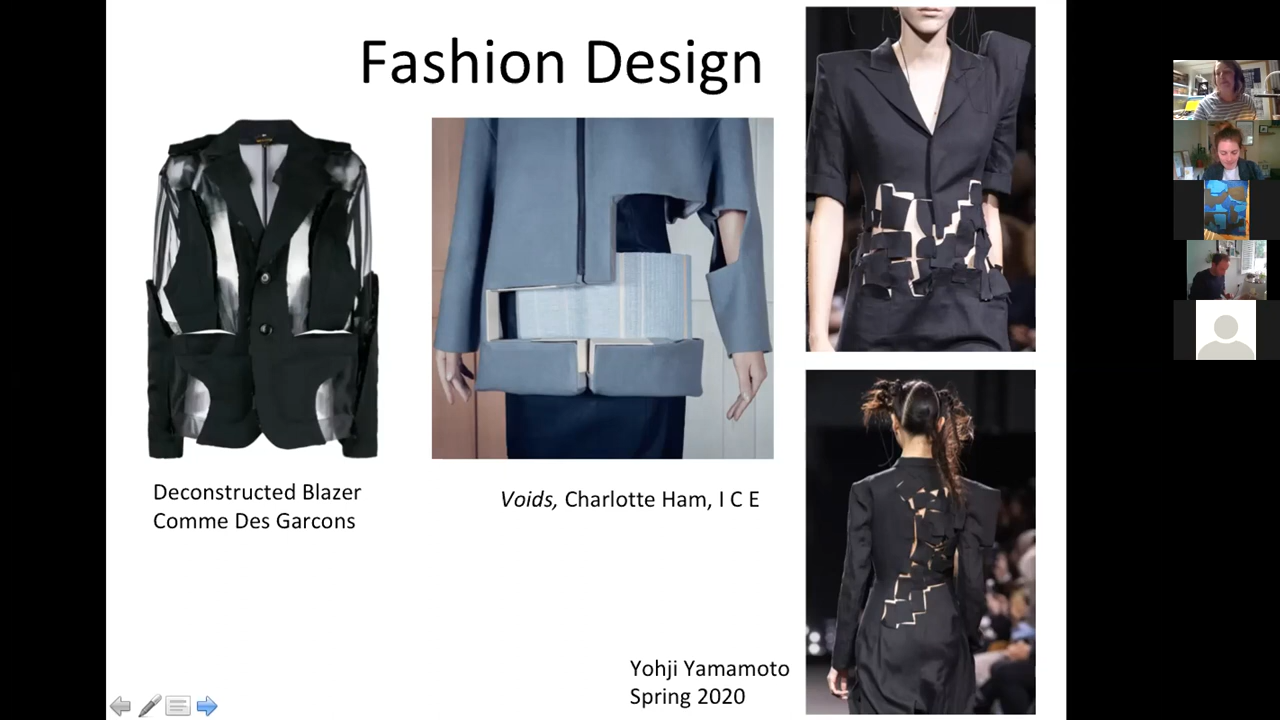 Fashion Design
Deconstructed Blazer
Comme Des Garcons
Voids, Charlotte Ham, I C E
Yohji Yamamoto
Spring 2020